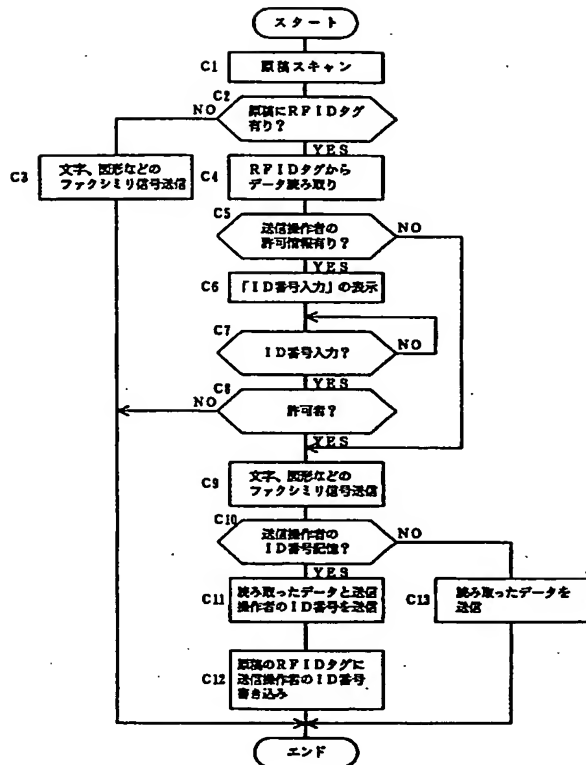 スタート
C1
原稿スキャン
C2
NO
原稿にRFIDタグ
有り?
YES
C3
文字、図形などの
ファクシミリ信号送信
C4
RFIDタグから
データ読み取り
C5
送信操作者の
許可情報有り?
NO
YES
C6
「ID番号入力」の表示
C7
ID番号入力?
NO
YES
C8
NO
許可者?
YES
C9
文字、図形などの
ファクシミリ信号送信
C10
送信操作者の
ID番号記憶?
NO
YES
C11
読み取ったデータと送信
操作者のID番号を送信
C13
読み取ったデータを
送信
C12
原稿のRFIDタグに
送信操作者のID番号
書き込み
エンド